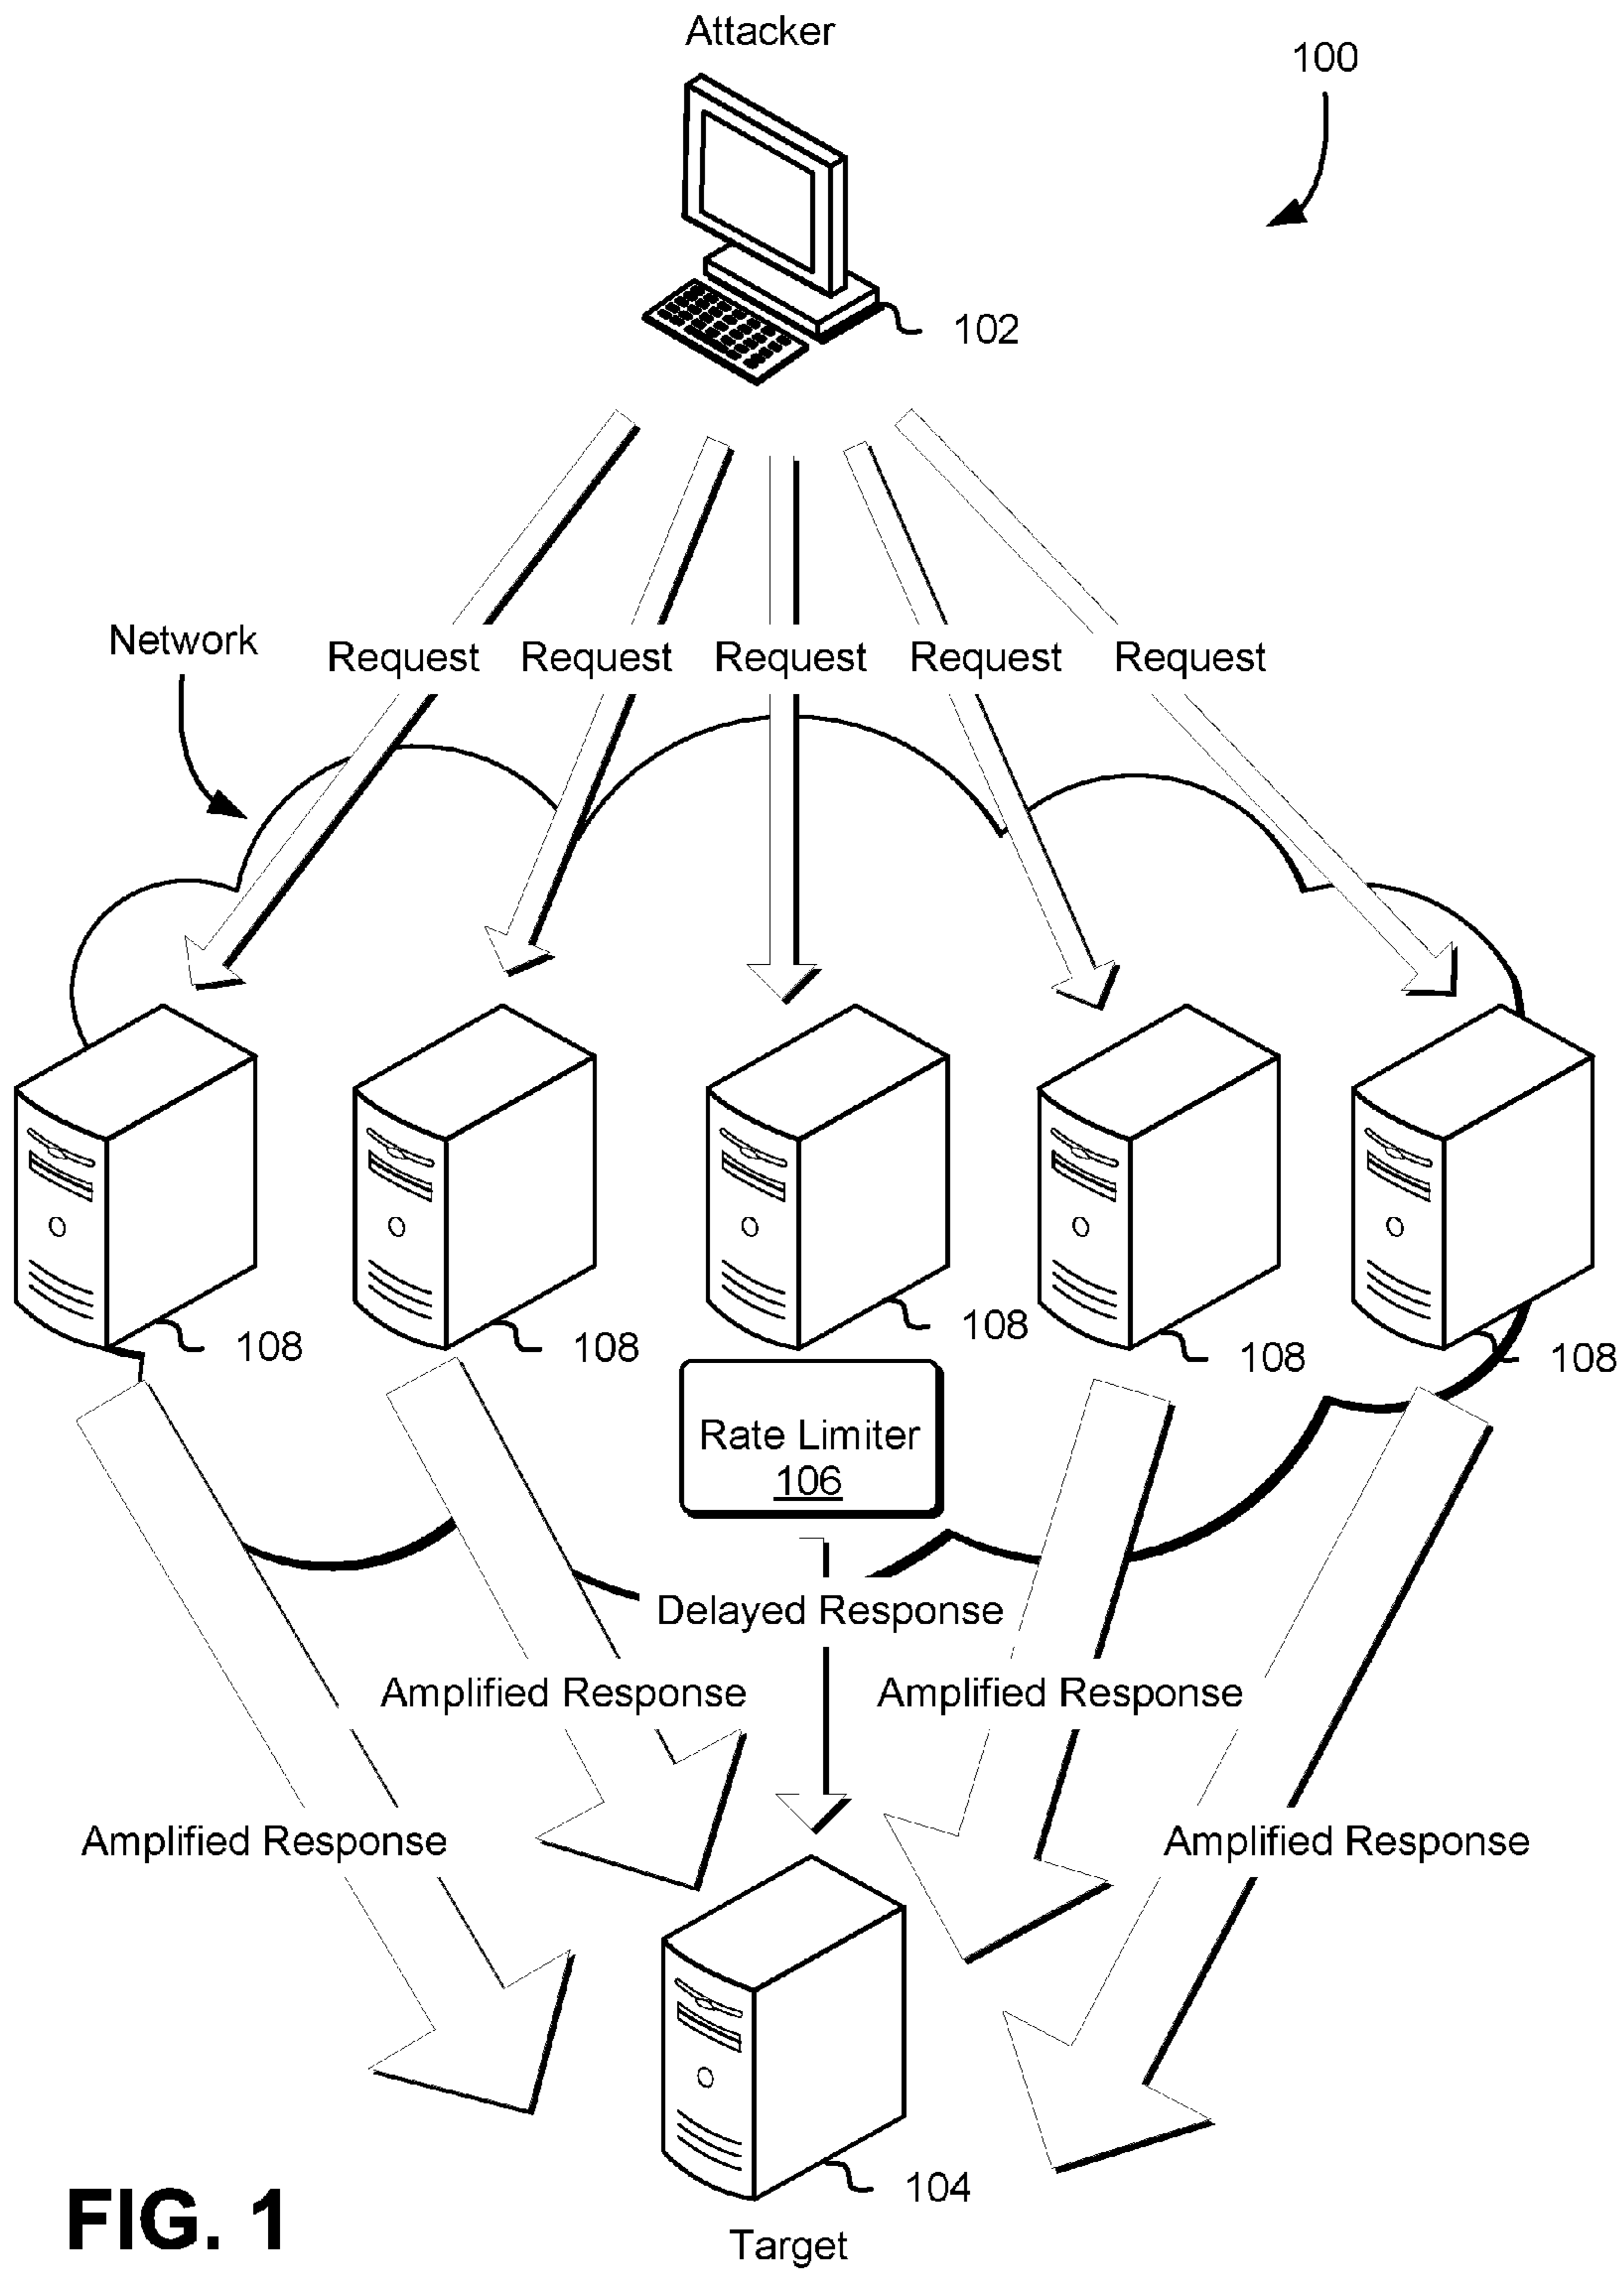 Attacker
100
102
Network
Request
Request
Request
Request
Request
108
108
108
108
108
Rate Limiter
106
Delayed Response
Amplified Response
Amplified Response
Amplified Response
Amplified Response
104
FIG. 1
Target